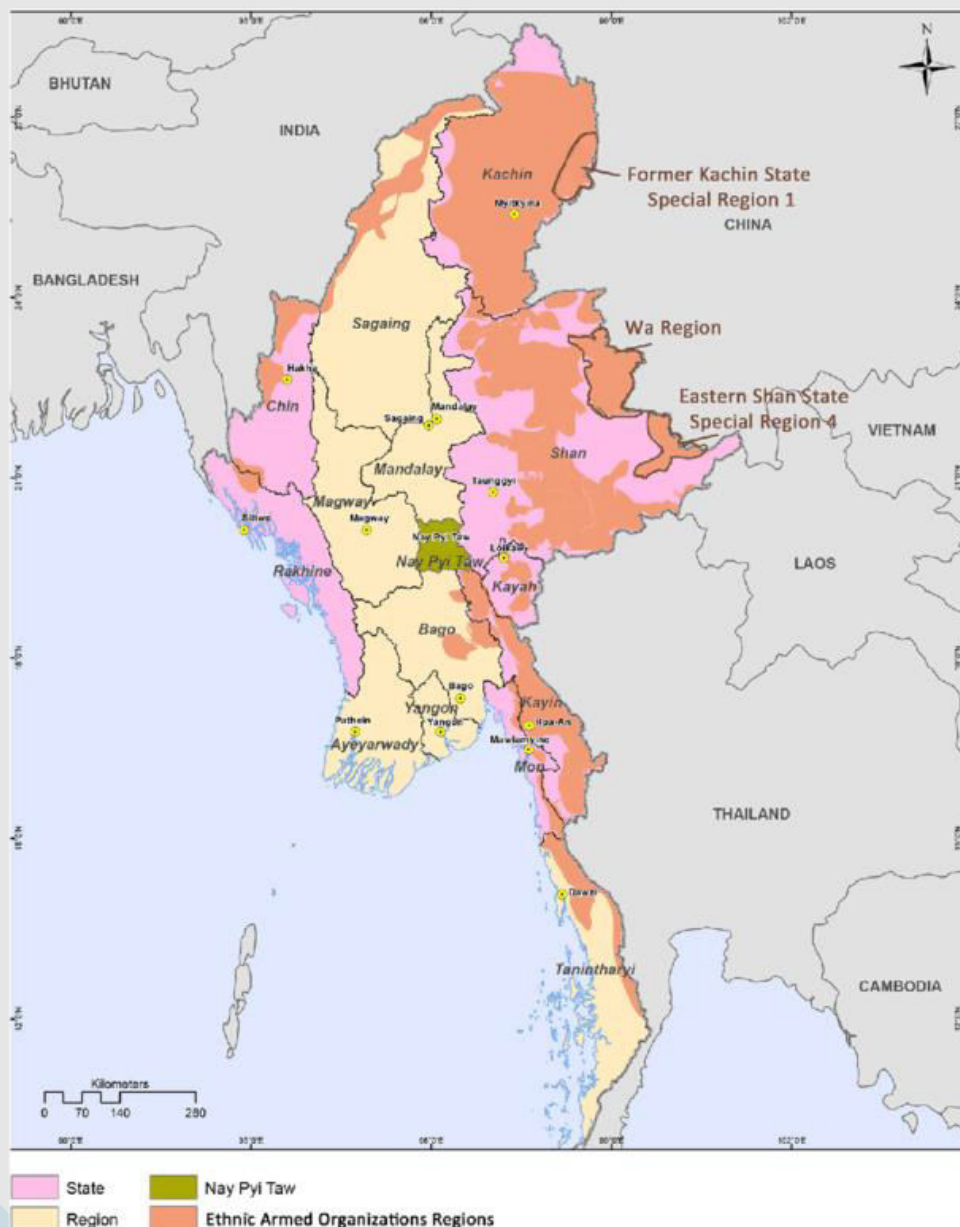 N
BHUTAN
INDIA
Kachin
Former Kachin State
Special Region 1
Myitkyina
CHINA
BANGLADESH
Sagaing
Wa Region
Hakha
Chin
Eastern Shan State
Special Region 4
Mandalay
Sagaing
VIETNAM
Shan
Mandalay
Taunggyi
Magway
Magway
Sittwe
Nay Pyi Taw
Nay Pyi Taw
Loikaw
LAOS
Rakhine
Kayah
Bago
Bago
Kayin
Yangon
Pathein
Yangon
Hpa-An
Ayeyarwady
Mawlamyine
Mon
THAILAND
Dawei
Tanintharyi
CAMBODIA
Kilometers
0 70 140 280
State
Nay Pyi Taw
Region
Ethnic Armed Organizations Regions